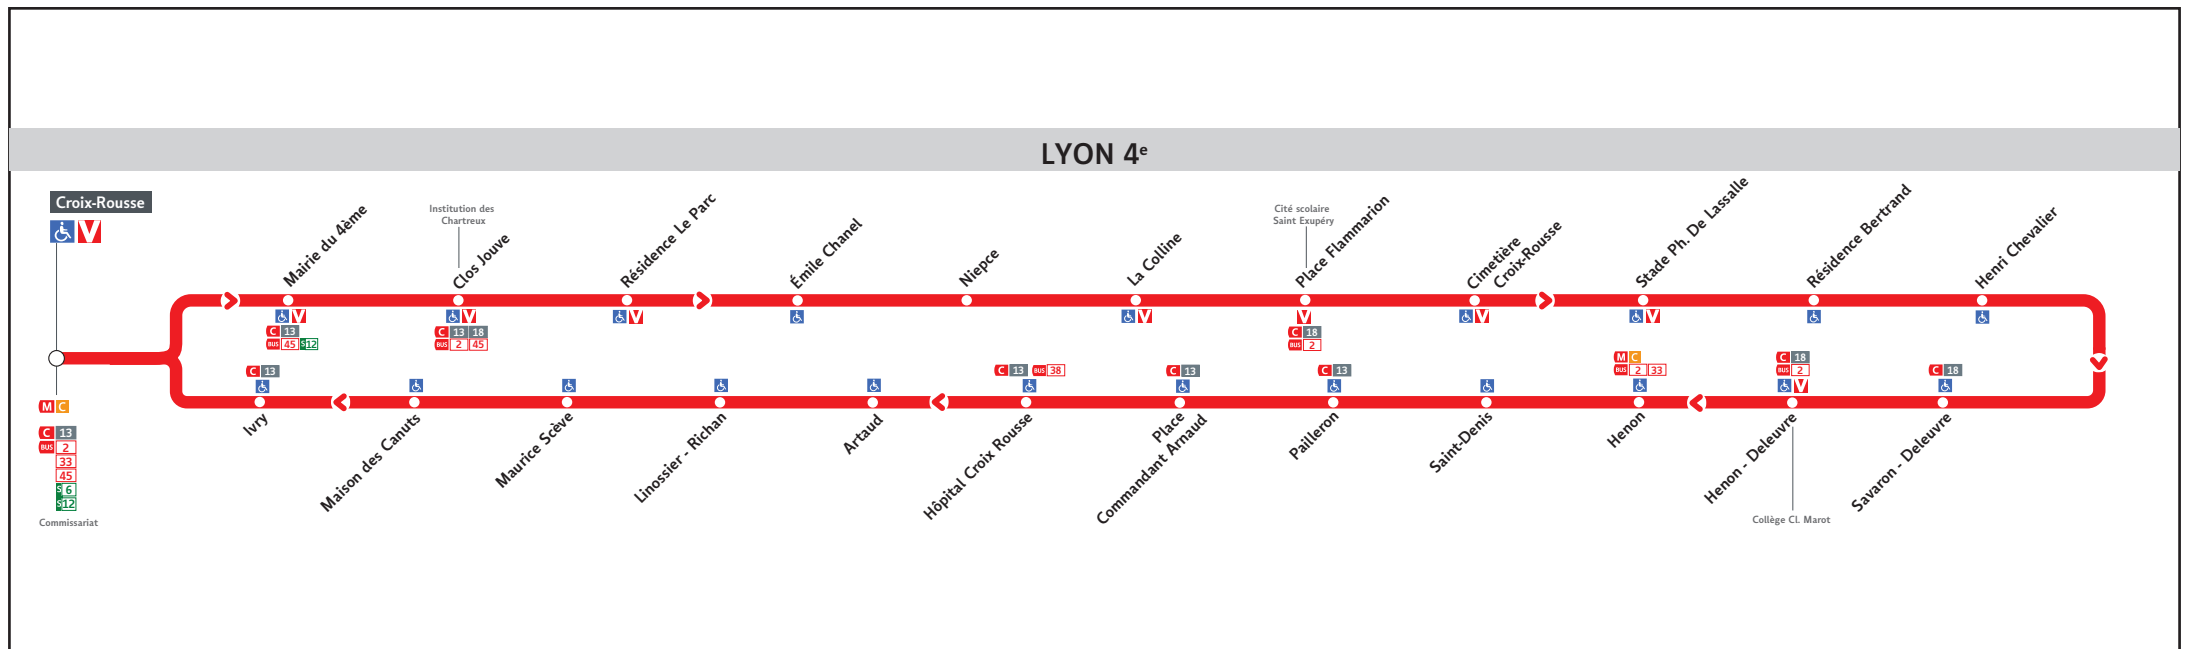 LYON 4e
Croix-Rousse
V
Mairie du 4ème
V
C 13
BUS 45 S12
Institution des
Chartreux
Clos Jouve
V
C 13 18
BUS 2 45
Résidence Le Parc
V
Émile Chanel
Niepce
La Colline
V
Cité scolaire
Saint Exupéry
Place Flammarion
V
C 18
BUS 2
Cimetière
Croix-Rousse
V
Stade Ph. De Lassalle
V
Résidence Bertrand
Henri Chevalier
C 13
Ivry
Maison des Canuts
Maurice Scève
Linossier - Richan
Artaud
C 13 BUS 38
Hôpital Croix Rousse
C 13
Place
Commandant Arnaud
C 13
Pailleron
Saint-Denis
M C
BUS 2 33
Henon
C 18
BUS 2
V
Henon - Deleuvre
Collège Cl. Marot
C 18
Savaron - Deleuvre
M C
C 13
BUS 2
33
45
S 6
S12
Commissariat